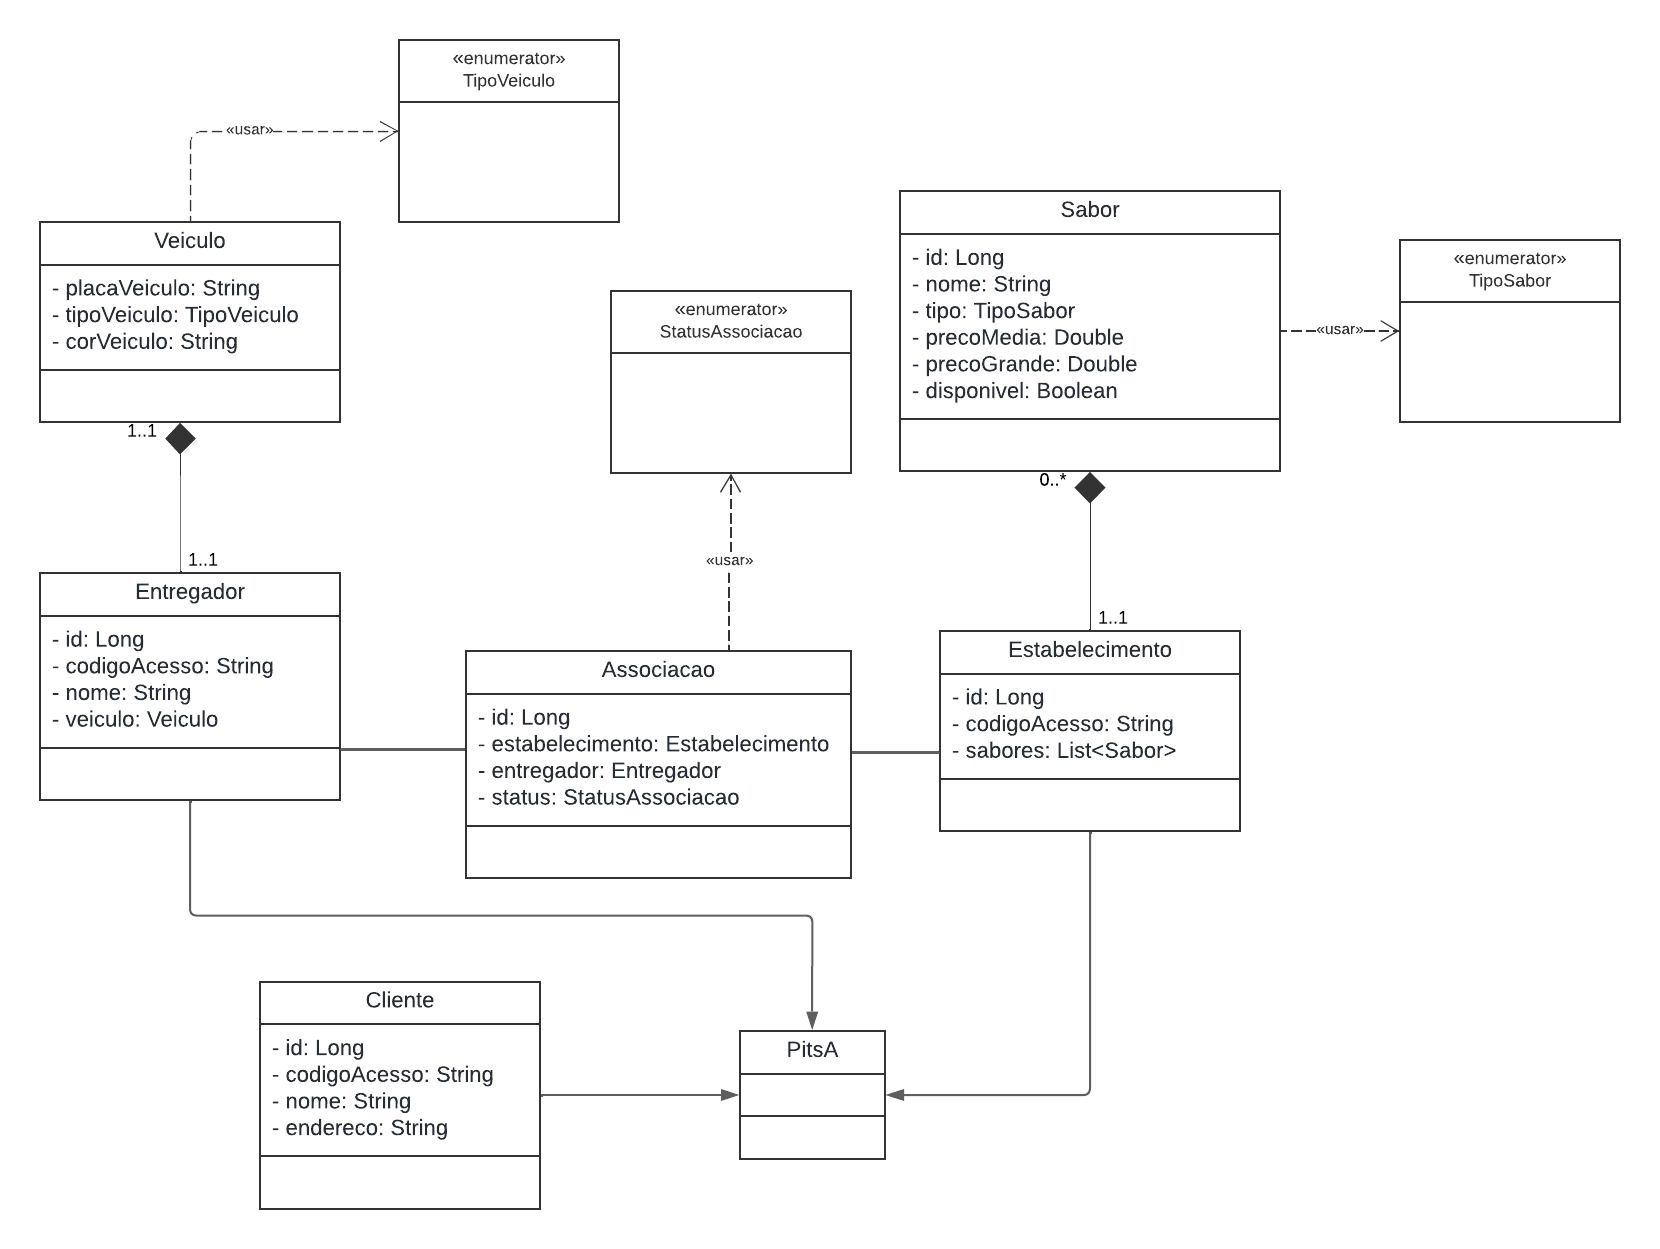 «enumerator»
TipoVeiculo
«usar»
Veiculo
- placaVeiculo: String
- tipoVeiculo: TipoVeiculo
- corVeiculo: String
1..1
1..1
«enumerator»
StatusAssociacao
«usar»
Sabor
- id: Long
- nome: String
- tipo: TipoSabor
- precoMedia: Double
- precoGrande: Double
- disponivel: Boolean
«usar»
«enumerator»
TipoSabor
0..*
1..1
Entregador
- id: Long
- codigoAcesso: String
- nome: String
- veiculo: Veiculo
Associacao
- id: Long
- estabelecimento: Estabelecimento
- entregador: Entregador
- status: StatusAssociacao
Estabelecimento
- id: Long
- codigoAcesso: String
- sabores: List<Sabor>
Cliente
- id: Long
- codigoAcesso: String
- nome: String
- endereco: String
PitsA